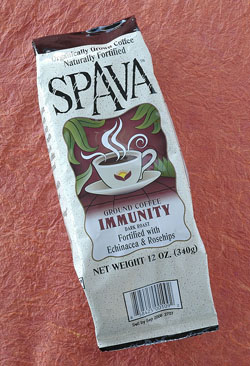 Organically Grown Coffee
Naturally Fortified
SPAVA™
GROUND COFFEE
IMMUNITY
DARK ROAST
Fortified with
Echinacea & Rosehips
NET WEIGHT 12 OZ. (340g)